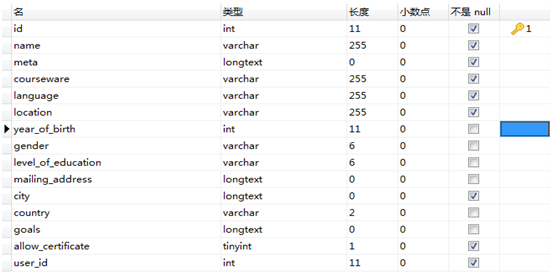 名 类型 长度 小数点 不是 null
id int 11 0 1
name varchar 255 0
meta longtext 0 0
courseware varchar 255 0
language varchar 255 0
location varchar 255 0
year_of_birth int 11 0
gender varchar 6 0
level_of_education varchar 6 0
mailing_address longtext 0 0
city longtext 0 0
country varchar 2 0
goals longtext 0 0
allow_certificate tinyint 1 0
user_id int 11 0